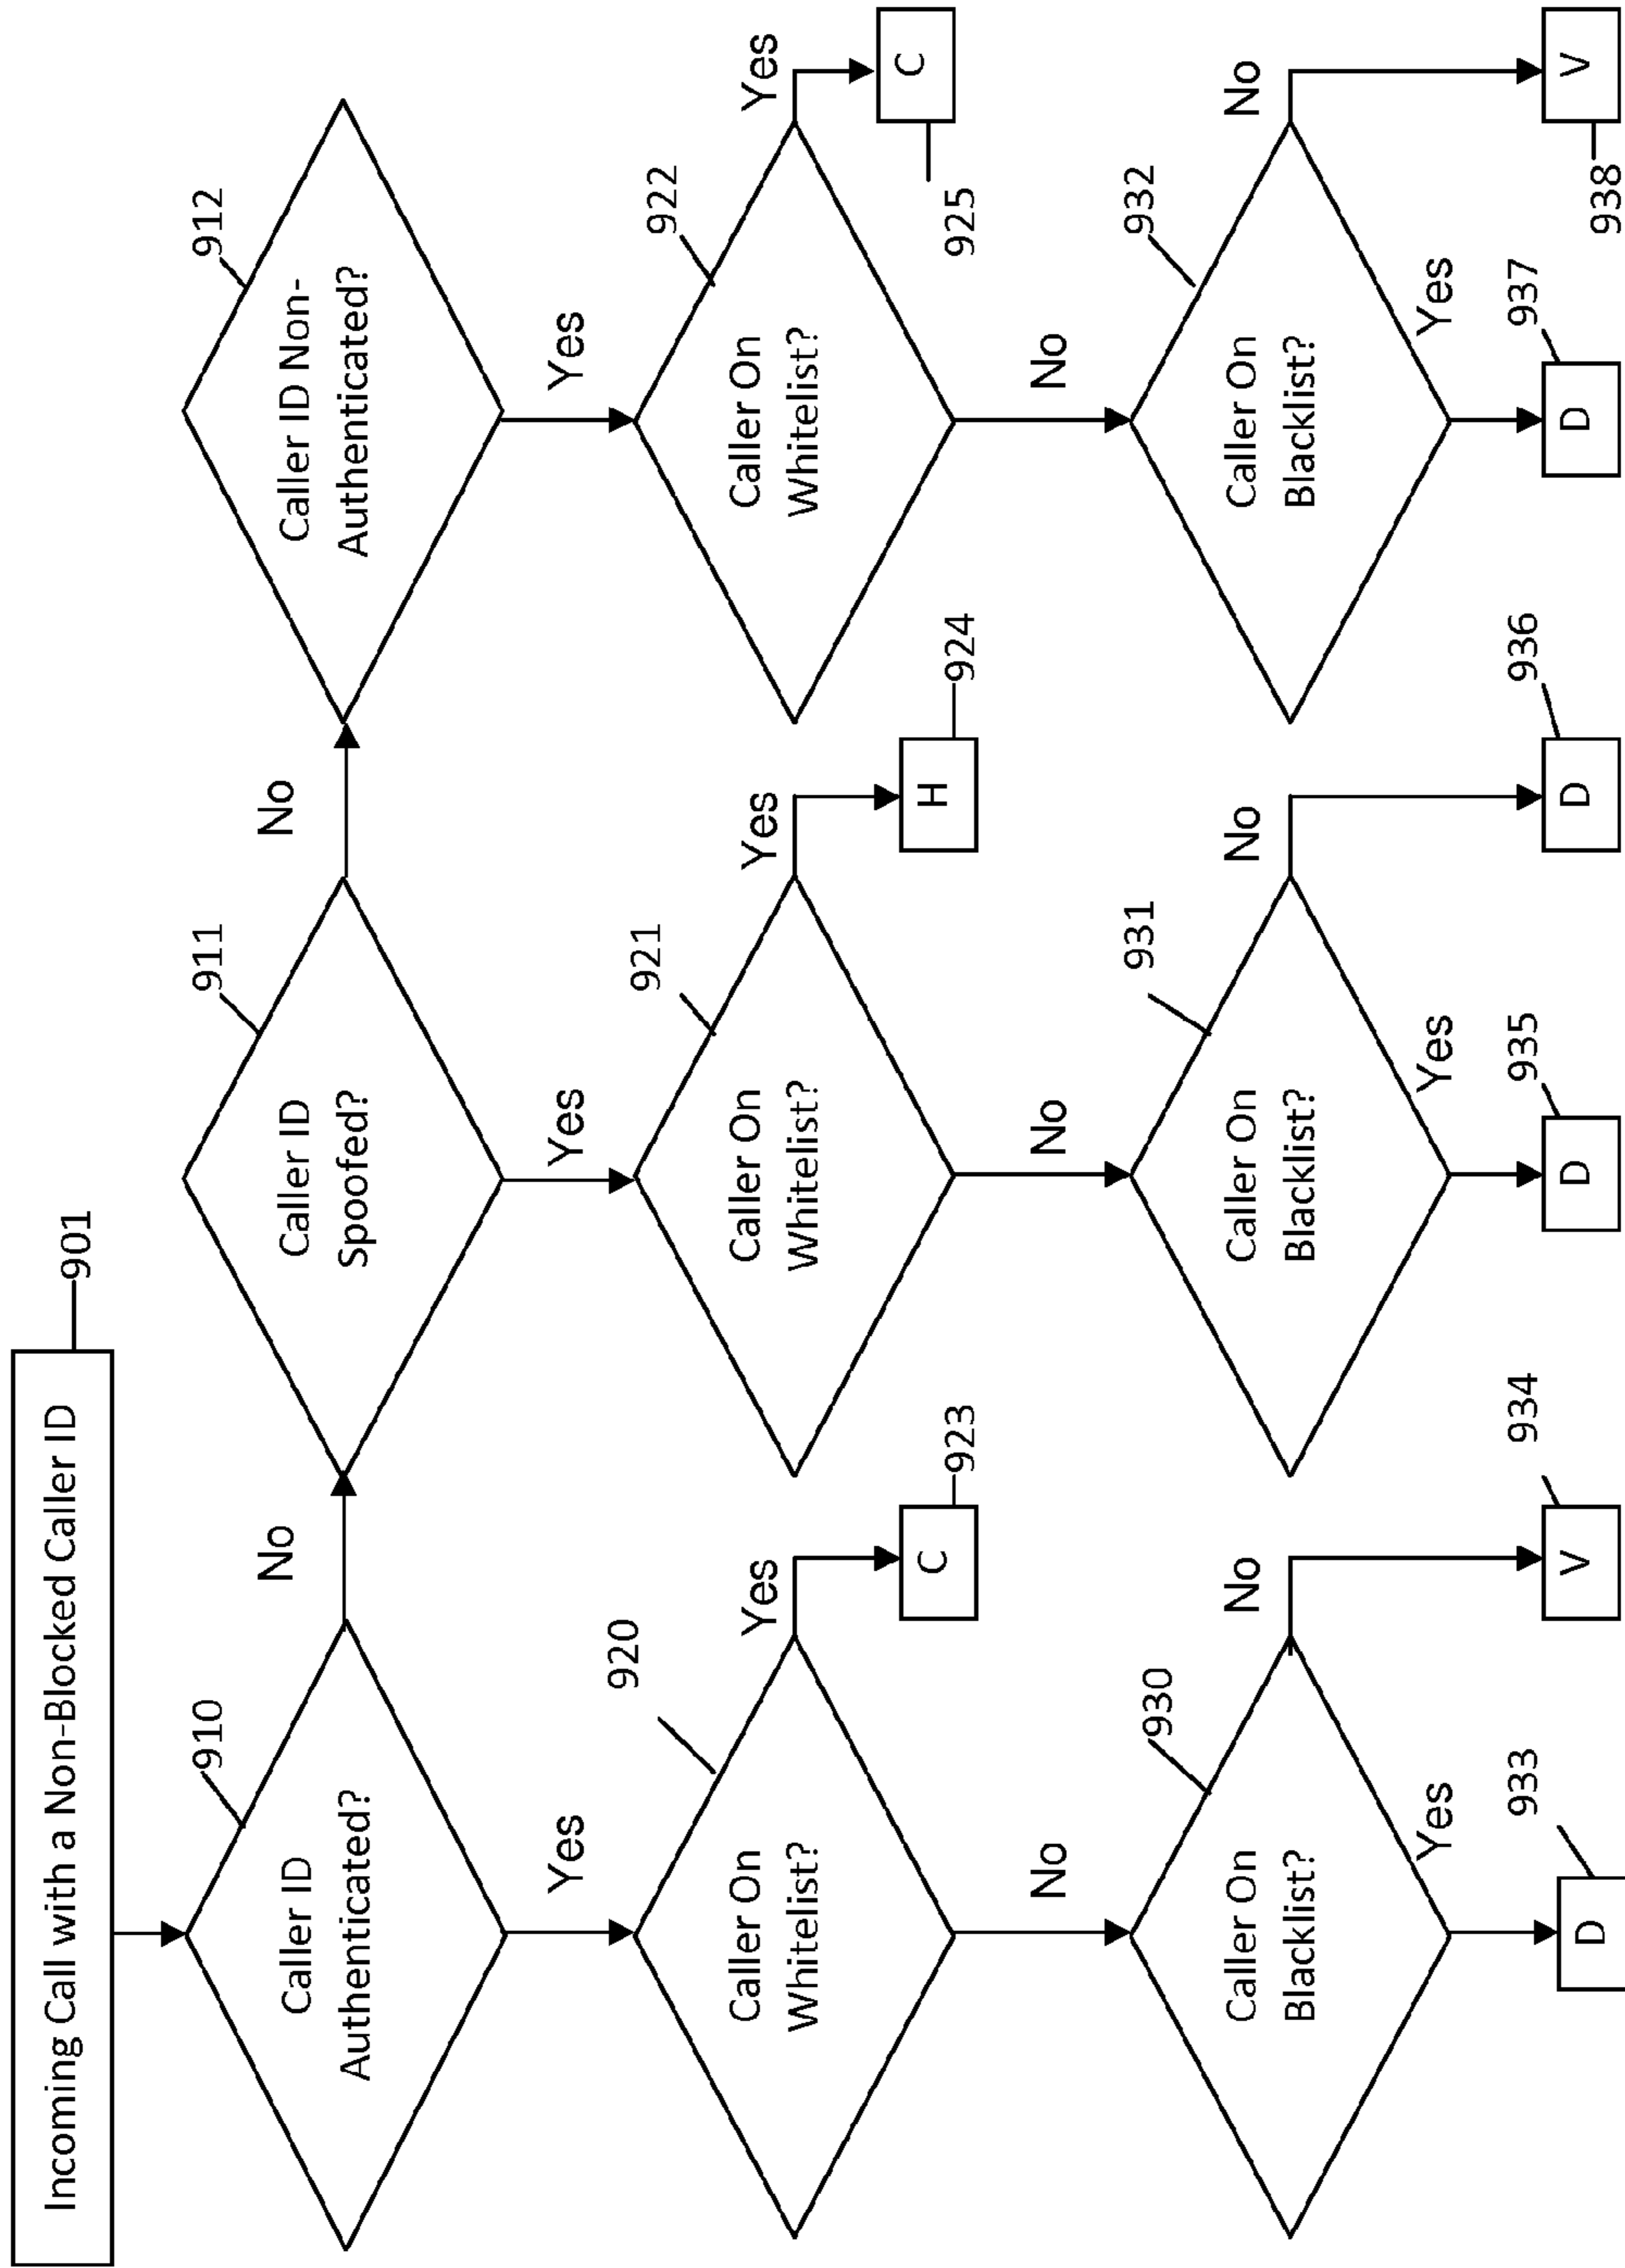 Incoming Call with a Non-Blocked Caller ID
901
910
Caller ID
Authenticated?
No
911
Caller ID
Spoofed?
No
912
Caller ID Non-
Authenticated?
Yes
Yes
Yes
920
Caller On
Whitelist?
Yes
C
923
921
Caller On
Whitelist?
Yes
H
924
922
Caller On
Whitelist?
Yes
C
925
No
No
No
930
Caller On
Blacklist?
No
Yes
933
D
934
V
931
Caller On
Blacklist?
No
Yes
935
D
936
D
932
Caller On
Blacklist?
No
Yes
937
D
938
V